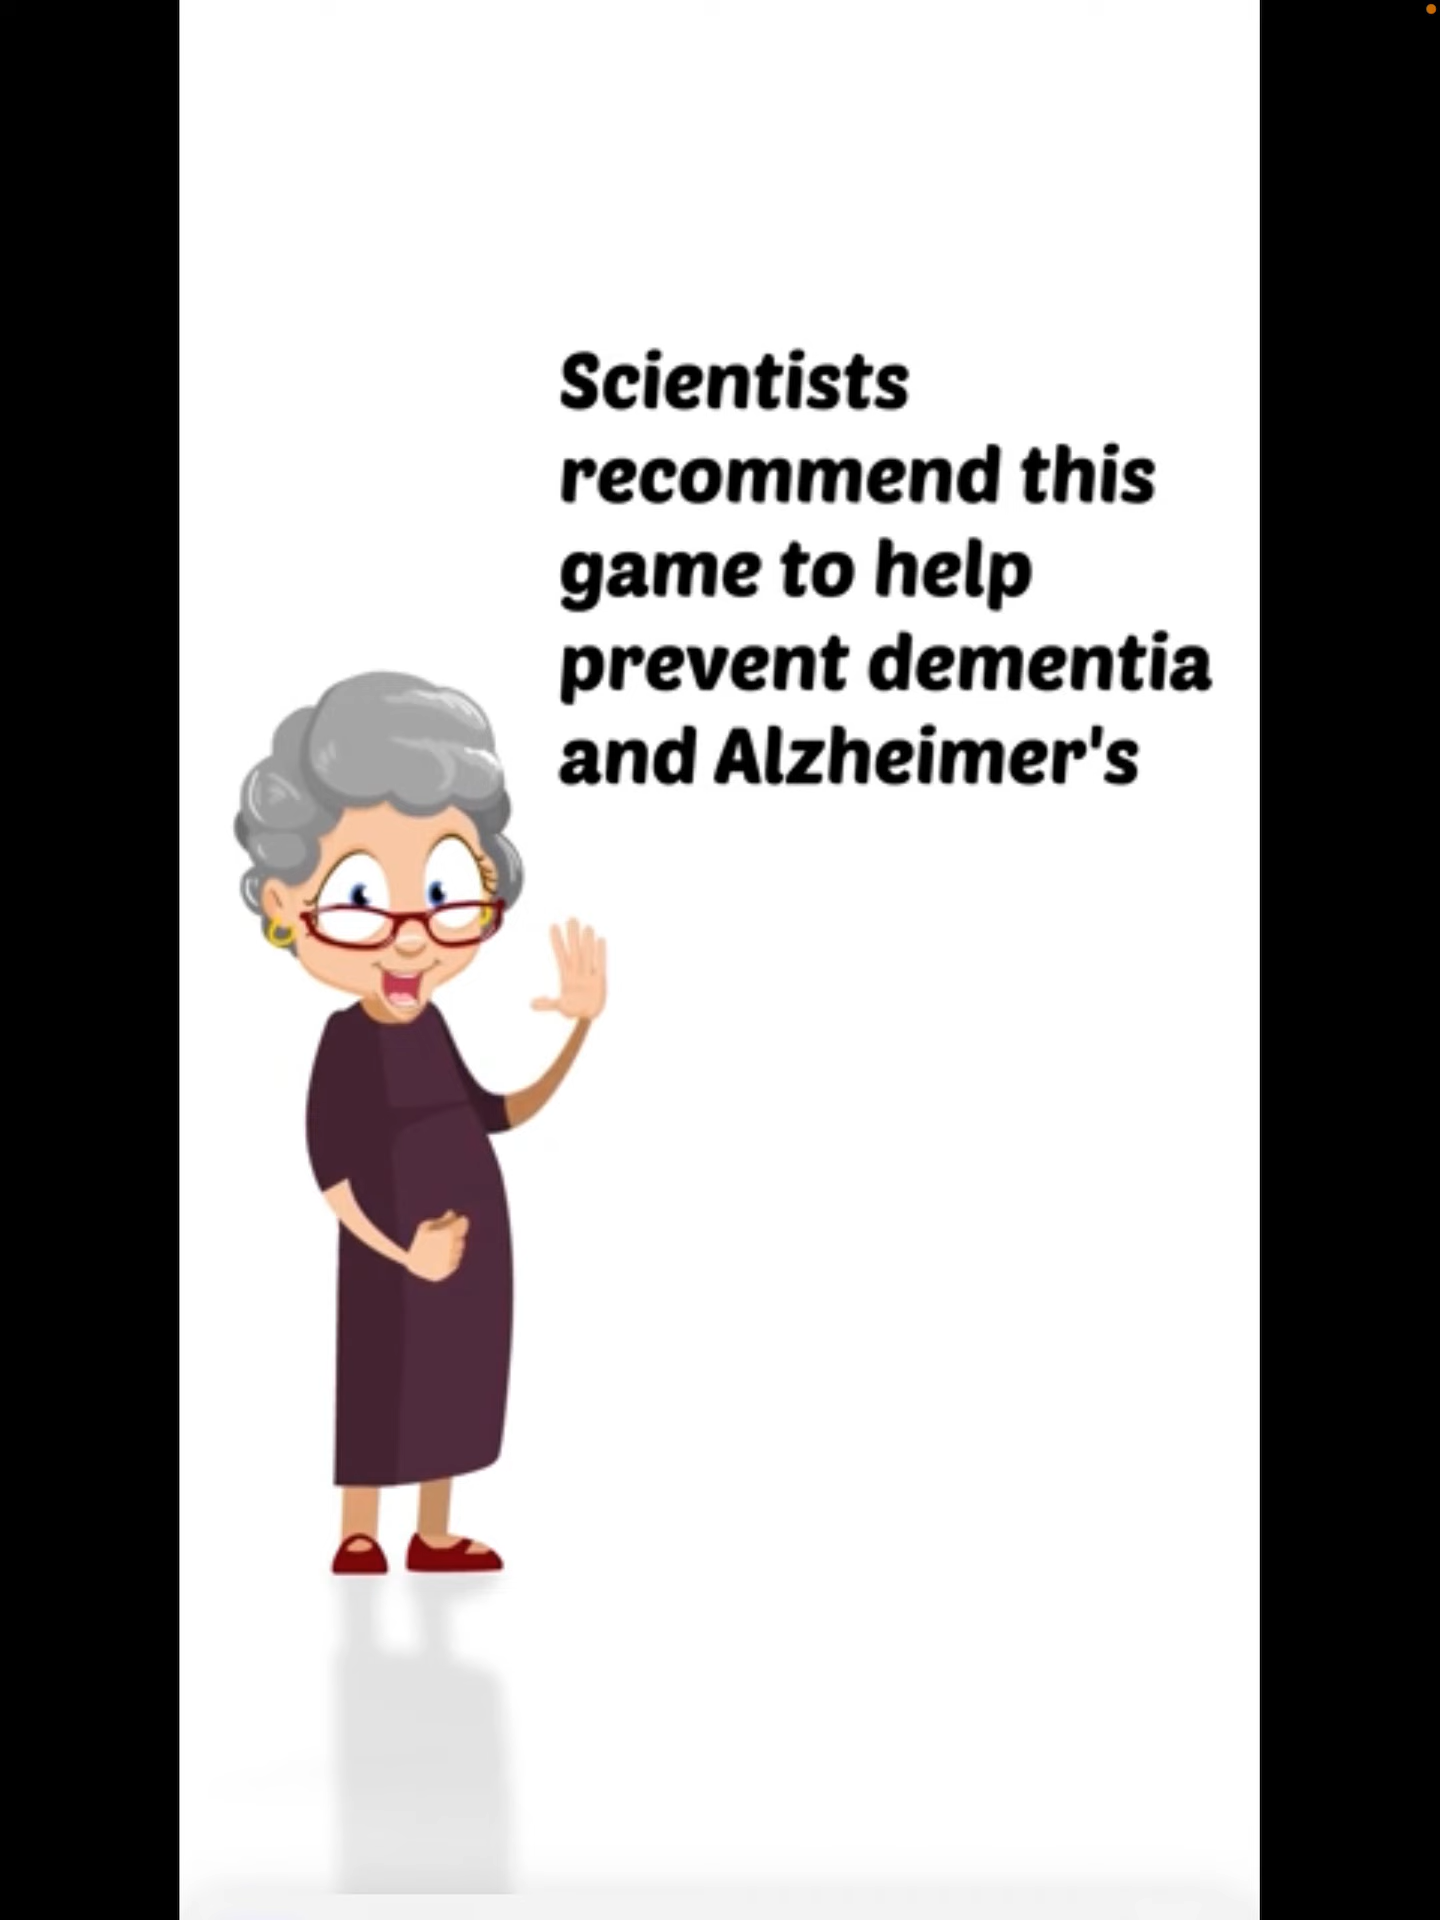 Scientists
recommend this
game to help
prevent dementia
and Alzheimer's